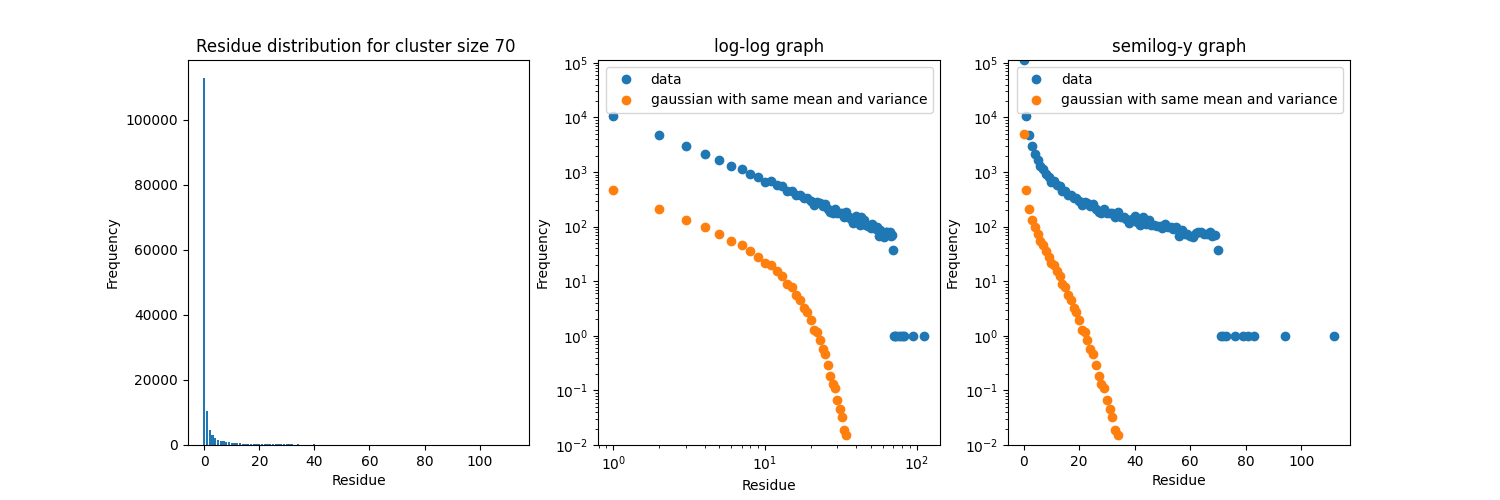 Residue distribution for cluster size 70
Frequency
100000
80000
60000
40000
20000
0
0 20 40 60 80 100
Residue
log-log graph
data
gaussian with same mean and variance
Frequency
10^5
10^4
10^3
10^2
10^1
10^0
10^-1
10^-2
10^0 10^1 10^2
Residue
semilog-y graph
data
gaussian with same mean and variance
Frequency
10^5
10^4
10^3
10^2
10^1
10^0
10^-1
10^-2
0 20 40 60 80 100
Residue